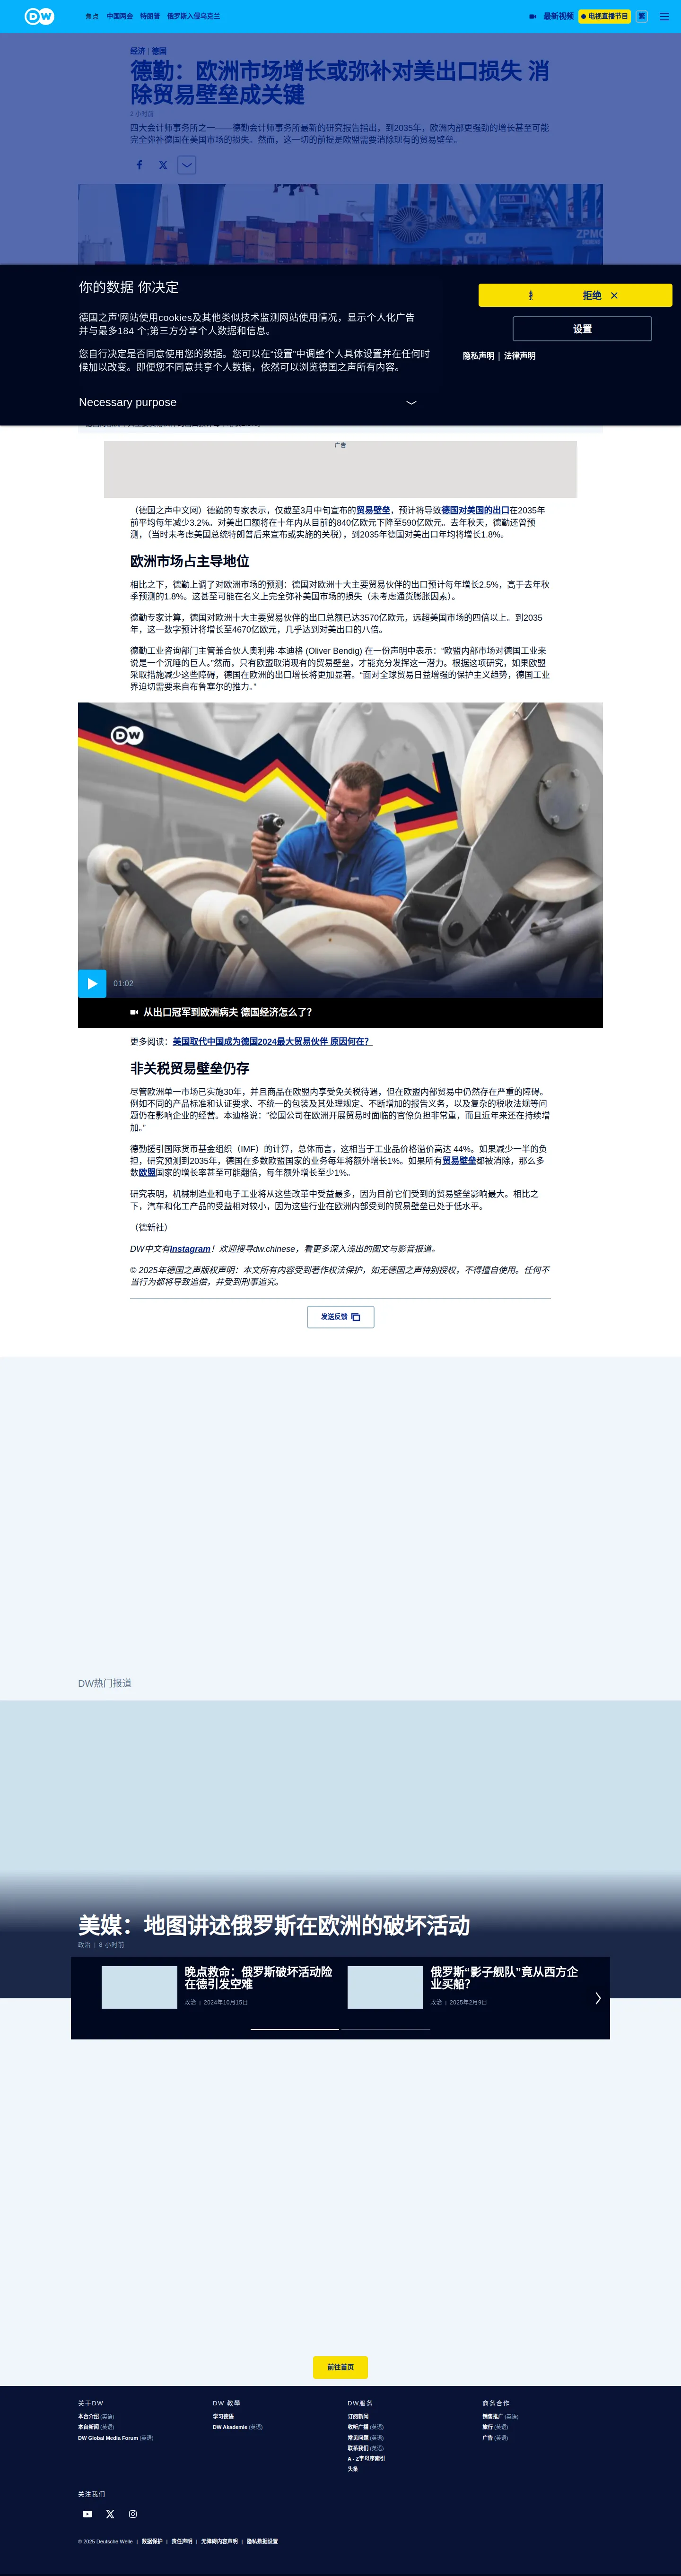 DW
焦点 中国两会 特朗普 俄罗斯入侵乌克兰
最新视频 电视直播节目 繁
经济 | 德国
德勤：欧洲市场增长或弥补对美出口损失 消
除贸易壁垒成关键
2 小时前
四大会计师事务所之一——德勤会计师事务所最新的研究报告指出，到2035年，欧洲内部更强劲的增长甚至可能
完全弥补德国在美国市场的损失。然而，这一切的前提是欧盟需要消除现有的贸易壁垒。
CTA
ZPMC
你的数据 你决定
德国之声'网站使用cookies及其他类似技术监测网站使用情况，显示个人化广告
并与最多184 个;第三方分享个人数据和信息。
您自行决定是否同意使用您的数据。您可以在“设置”中调整个人具体设置并在任何时
候加以改变。即便您不同意共享个人数据，依然可以浏览德国之声所有内容。
Necessary purpose
拒绝
设置
隐私声明 | 法律声明
广告
（德国之声中文网）德勤的专家表示，仅截至3月中旬宣布的贸易壁垒，预计将导致德国对美国的出口在2035年
前平均每年减少3.2%。对美出口额将在十年内从目前的840亿欧元下降至590亿欧元。去年秋天，德勤还曾预
测，（当时未考虑美国总统特朗普后来宣布或实施的关税），到2035年德国对美出口年均将增长1.8%。
欧洲市场占主导地位
相比之下，德勤上调了对欧洲市场的预测：德国对欧洲十大主要贸易伙伴的出口预计每年增长2.5%，高于去年秋
季预测的1.8%。这甚至可能在名义上完全弥补美国市场的损失（未考虑通货膨胀因素）。
德勤专家计算，德国对欧洲十大主要贸易伙伴的出口总额已达3570亿欧元，远超美国市场的四倍以上。到2035
年，这一数字预计将增长至4670亿欧元，几乎达到对美出口的八倍。
德勤工业咨询部门主管兼合伙人奥利弗·本迪格 (Oliver Bendig) 在一份声明中表示：“欧盟内部市场对德国工业来
说是一个沉睡的巨人。”然而，只有欧盟取消现有的贸易壁垒，才能充分发挥这一潜力。根据这项研究，如果欧盟
采取措施减少这些障碍，德国在欧洲的出口增长将更加显著。“面对全球贸易日益增强的保护主义趋势，德国工业
界迫切需要来自布鲁塞尔的推力。”
DW
01:02
从出口冠军到欧洲病夫 德国经济怎么了？
更多阅读：美国取代中国成为德国2024最大贸易伙伴 原因何在？
非关税贸易壁垒仍存
尽管欧洲单一市场已实施30年，并且商品在欧盟内享受免关税待遇，但在欧盟内部贸易中仍然存在严重的障碍。
例如不同的产品标准和认证要求、不统一的包装及其处理规定、不断增加的报告义务，以及复杂的税收法规等问
题仍在影响企业的经营。本迪格说：“德国公司在欧洲开展贸易时面临的官僚负担非常重，而且近年来还在持续增
加。”
德勤援引国际货币基金组织（IMF）的计算，总体而言，这相当于工业品价格溢价高达 44%。如果减少一半的负
担，研究预测到2035年，德国在多数欧盟国家的业务每年将额外增长1%。如果所有贸易壁垒都被消除，那么多
数欧盟国家的增长率甚至可能翻倍，每年额外增长至少1%。
研究表明，机械制造业和电子工业将从这些改革中受益最多，因为目前它们受到的贸易壁垒影响最大。相比之
下，汽车和化工产品的受益相对较小，因为这些行业在欧洲内部受到的贸易壁垒已处于低水平。
（德新社）
DW中文有Instagram！欢迎搜寻dw.chinese，看更多深入浅出的图文与影音报道。
© 2025年德国之声版权声明：本文所有内容受到著作权法保护，如无德国之声特别授权，不得擅自使用。任何不
当行为都将导致追偿，并受到刑事追究。
发送反馈
DW热门报道
美媒：地图讲述俄罗斯在欧洲的破坏活动
政治 | 8 小时前
晚点救命：俄罗斯破坏活动险
在德引发空难
政治 | 2024年10月15日
俄罗斯“影子舰队”竟从西方企
业买船？
政治 | 2025年2月9日
前往首页
关于DW
本台介绍 (英语)
本台新闻 (英语)
DW Global Media Forum (英语)
DW 教學
学习德语
DW Akademie (英语)
DW服务
订阅新闻
收听广播 (英语)
常见问题 (英语)
联系我们 (英语)
A - Z字母序索引
头条
商务合作
销售推广 (英语)
旅行 (英语)
广告 (英语)
关注我们
© 2025 Deutsche Welle | 数据保护 | 责任声明 | 无障碍内容声明 | 隐私数据设置